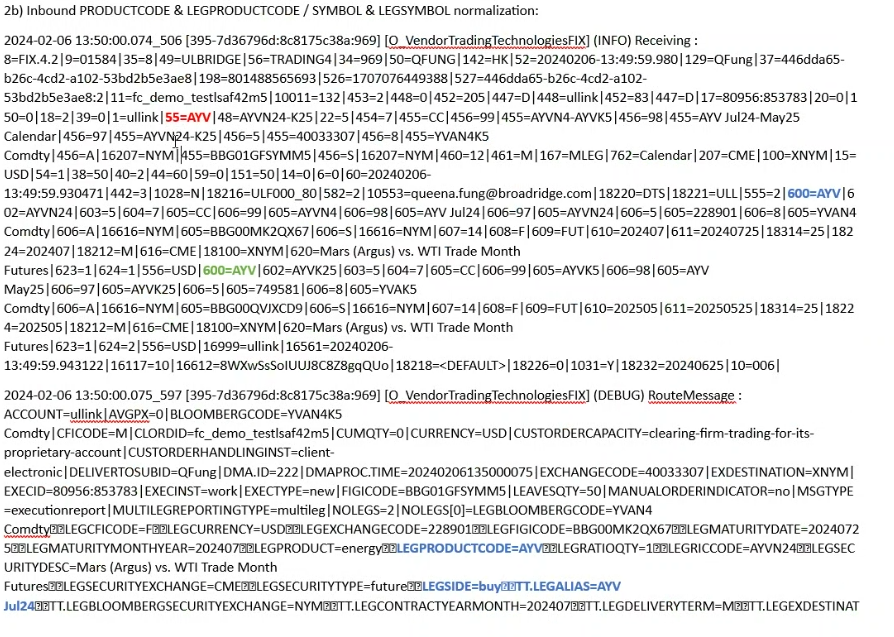 2b) Inbound PRODUCTCODE & LEGPRODUCTCODE / SYMBOL & LEGSYMBOL normalization:
2024-02-06 13:50:00.074_506 [395-7d36796d:8c8175c38a:969] [O_VendorTradingTechnologiesFIX] (INFO) Receiving :
8=FIX.4.2|9=01584|35=8|49=ULBRIDGE|56=TRADING4|34=969|50=QFUNG|142=HK|52=20240206-13:49:59.980|129=QFung|37=446dda65-
b26c-4cd2-a102-53bd2b5e3ae8|198=801488565693|526=1707076449388|527=446dda65-b26c-4cd2-a102-
53bd2b5e3ae8:2|11=fc_demo_testlsaf42m5|10011=132|453=2|448=0|452=205|447=D|448=ullink|452=83|447=D|17=80956:853783|20=0|1
50=0|18=2|39=0|1=ullink|55=AYV|48=AYVN24-K25|22=5|454=7|455=CC|456=99|455=AYVN4-AYVK5|456=98|455=AYV Jul24-May25
Calendar|456=97|455=AYVN24-K25|456=5|455=40033307|456=8|455=YVAN4K5
Comdty|456=A|16207=NYM|455=BBG01GFSYMM5|456=S|16207=NYM|460=12|461=M|167=MLEG|762=Calendar|207=CME|100=XNYM|15=
USD|54=1|38=50|40=2|44=60|59=0|151=50|14=0|6=0|60=20240206-
13:49:59.930471|442=3|1028=N|18216=ULF000_80|582=2|10553=queena.fung@broadridge.com|18220=DTS|18221=ULL|555=2|600=AYV|6
02=AYVN24|603=5|604=7|605=CC|606=99|605=AYVN4|606=98|605=AYV Jul24|606=97|605=AYVN24|606=5|605=228901|606=8|605=YVAN4
Comdty|606=A|16616=NYM|605=BBG00MK2QX67|606=S|16616=NYM|607=14|608=F|609=FUT|610=202407|611=20240725|18314=25|182
24=202407|18212=M|616=CME|18100=XNYM|620=Mars (Argus) vs. WTI Trade Month
Futures|623=1|624=1|556=USD|600=AYV|602=AYVK25|603=5|604=7|605=CC|606=99|605=AYVK5|606=98|605=AYV
May25|606=97|605=AYVK25|606=5|605=749581|606=8|605=YVAK5
Comdty|606=A|16616=NYM|605=BBG00QVJXCD9|606=S|16616=NYM|607=14|608=F|609=FUT|610=202505|611=20250525|18314=25|1822
4=202505|18212=M|616=CME|18100=XNYM|620=Mars (Argus) vs. WTI Trade Month
Futures|623=1|624=2|556=USD|16999=ullink|16561=20240206-
13:49:59.943122|16117=10|16612=8WXwSsSoIUUJ8C8Z8gqQUo|18218=<DEFAULT>|18226=0|1031=Y|18232=20240625|10=006|
2024-02-06 13:50:00.075_597 [395-7d36796d:8c8175c38a:969] [O_VendorTradingTechnologiesFIX] (DEBUG) RouteMessage :
ACCOUNT=ullink|AVGPX=0|BLOOMBERGCODE=YVAN4K5
Comdty|CFICODE=M|CLORDID=fc_demo_testlsaf42m5|CUMQTY=0|CURRENCY=USD|CUSTORDERCAPACITY=clearing-firm-trading-for-its-
proprietary-account|CUSTORDERHANDLINGINST=client-
electronic|DELIVERTOSUBID=QFung|DMA.ID=222|DMAPROC.TIME=20240206135000075|EXCHANGECODE=40033307|EXDESTINATION=XNYM|
EXECID=80956:853783|EXECINST=work|EXECTYPE=new|FIGICODE=BBG01GFSYMM5|LEAVESQTY=50|MANUALORDERINDICATOR=no|MSGTYPE
=executionreport|MULTILEGREPORTINGTYPE=multileg|NOLEGS=2|NOLEGS[0]=LEGBLOOMBERGCODE=YVAN4
Comdty⍰⍰LEGCFICODE=F⍰⍰LEGCURRENCY=USD⍰⍰LEGEXCHANGECODE=228901⍰⍰LEGFIGICODE=BBG00MK2QX67⍰⍰LEGMATURITYDATE=2024072
5⍰⍰LEGMATURITYMONTHYEAR=202407⍰⍰LEGPRODUCT=energy⍰⍰LEGPRODUCTCODE=AYV⍰⍰LEGRATIOQTY=1⍰⍰LEGRICCODE=AYVN24⍰⍰LEGSEC
URITYDESC=Mars (Argus) vs. WTI Trade Month
Futures⍰⍰LEGSECURITYEXCHANGE=CME⍰⍰LEGSECURITYTYPE=future⍰⍰LEGSIDE=buy⍰⍰TT.LEGALIAS=AYV
Jul24⍰⍰TT.LEGBLOOMBERGSECURITYEXCHANGE=NYM⍰⍰TT.LEGCONTRACTYEARMONTH=202407⍰⍰TT.LEGDELIVERYTERM=M⍰⍰TT.LEGEXDESTINAT